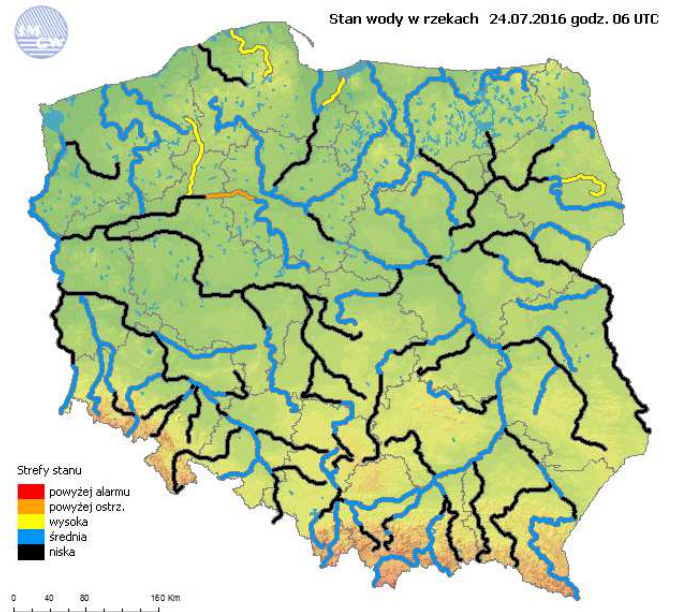 Stan wody w rzekach 24.07.2016 godz. 06 UTC
Strefy stanu
powyżej alarmu
powyżej ostrz.
wysoka
średnia
niska
0 40 80 160 Km